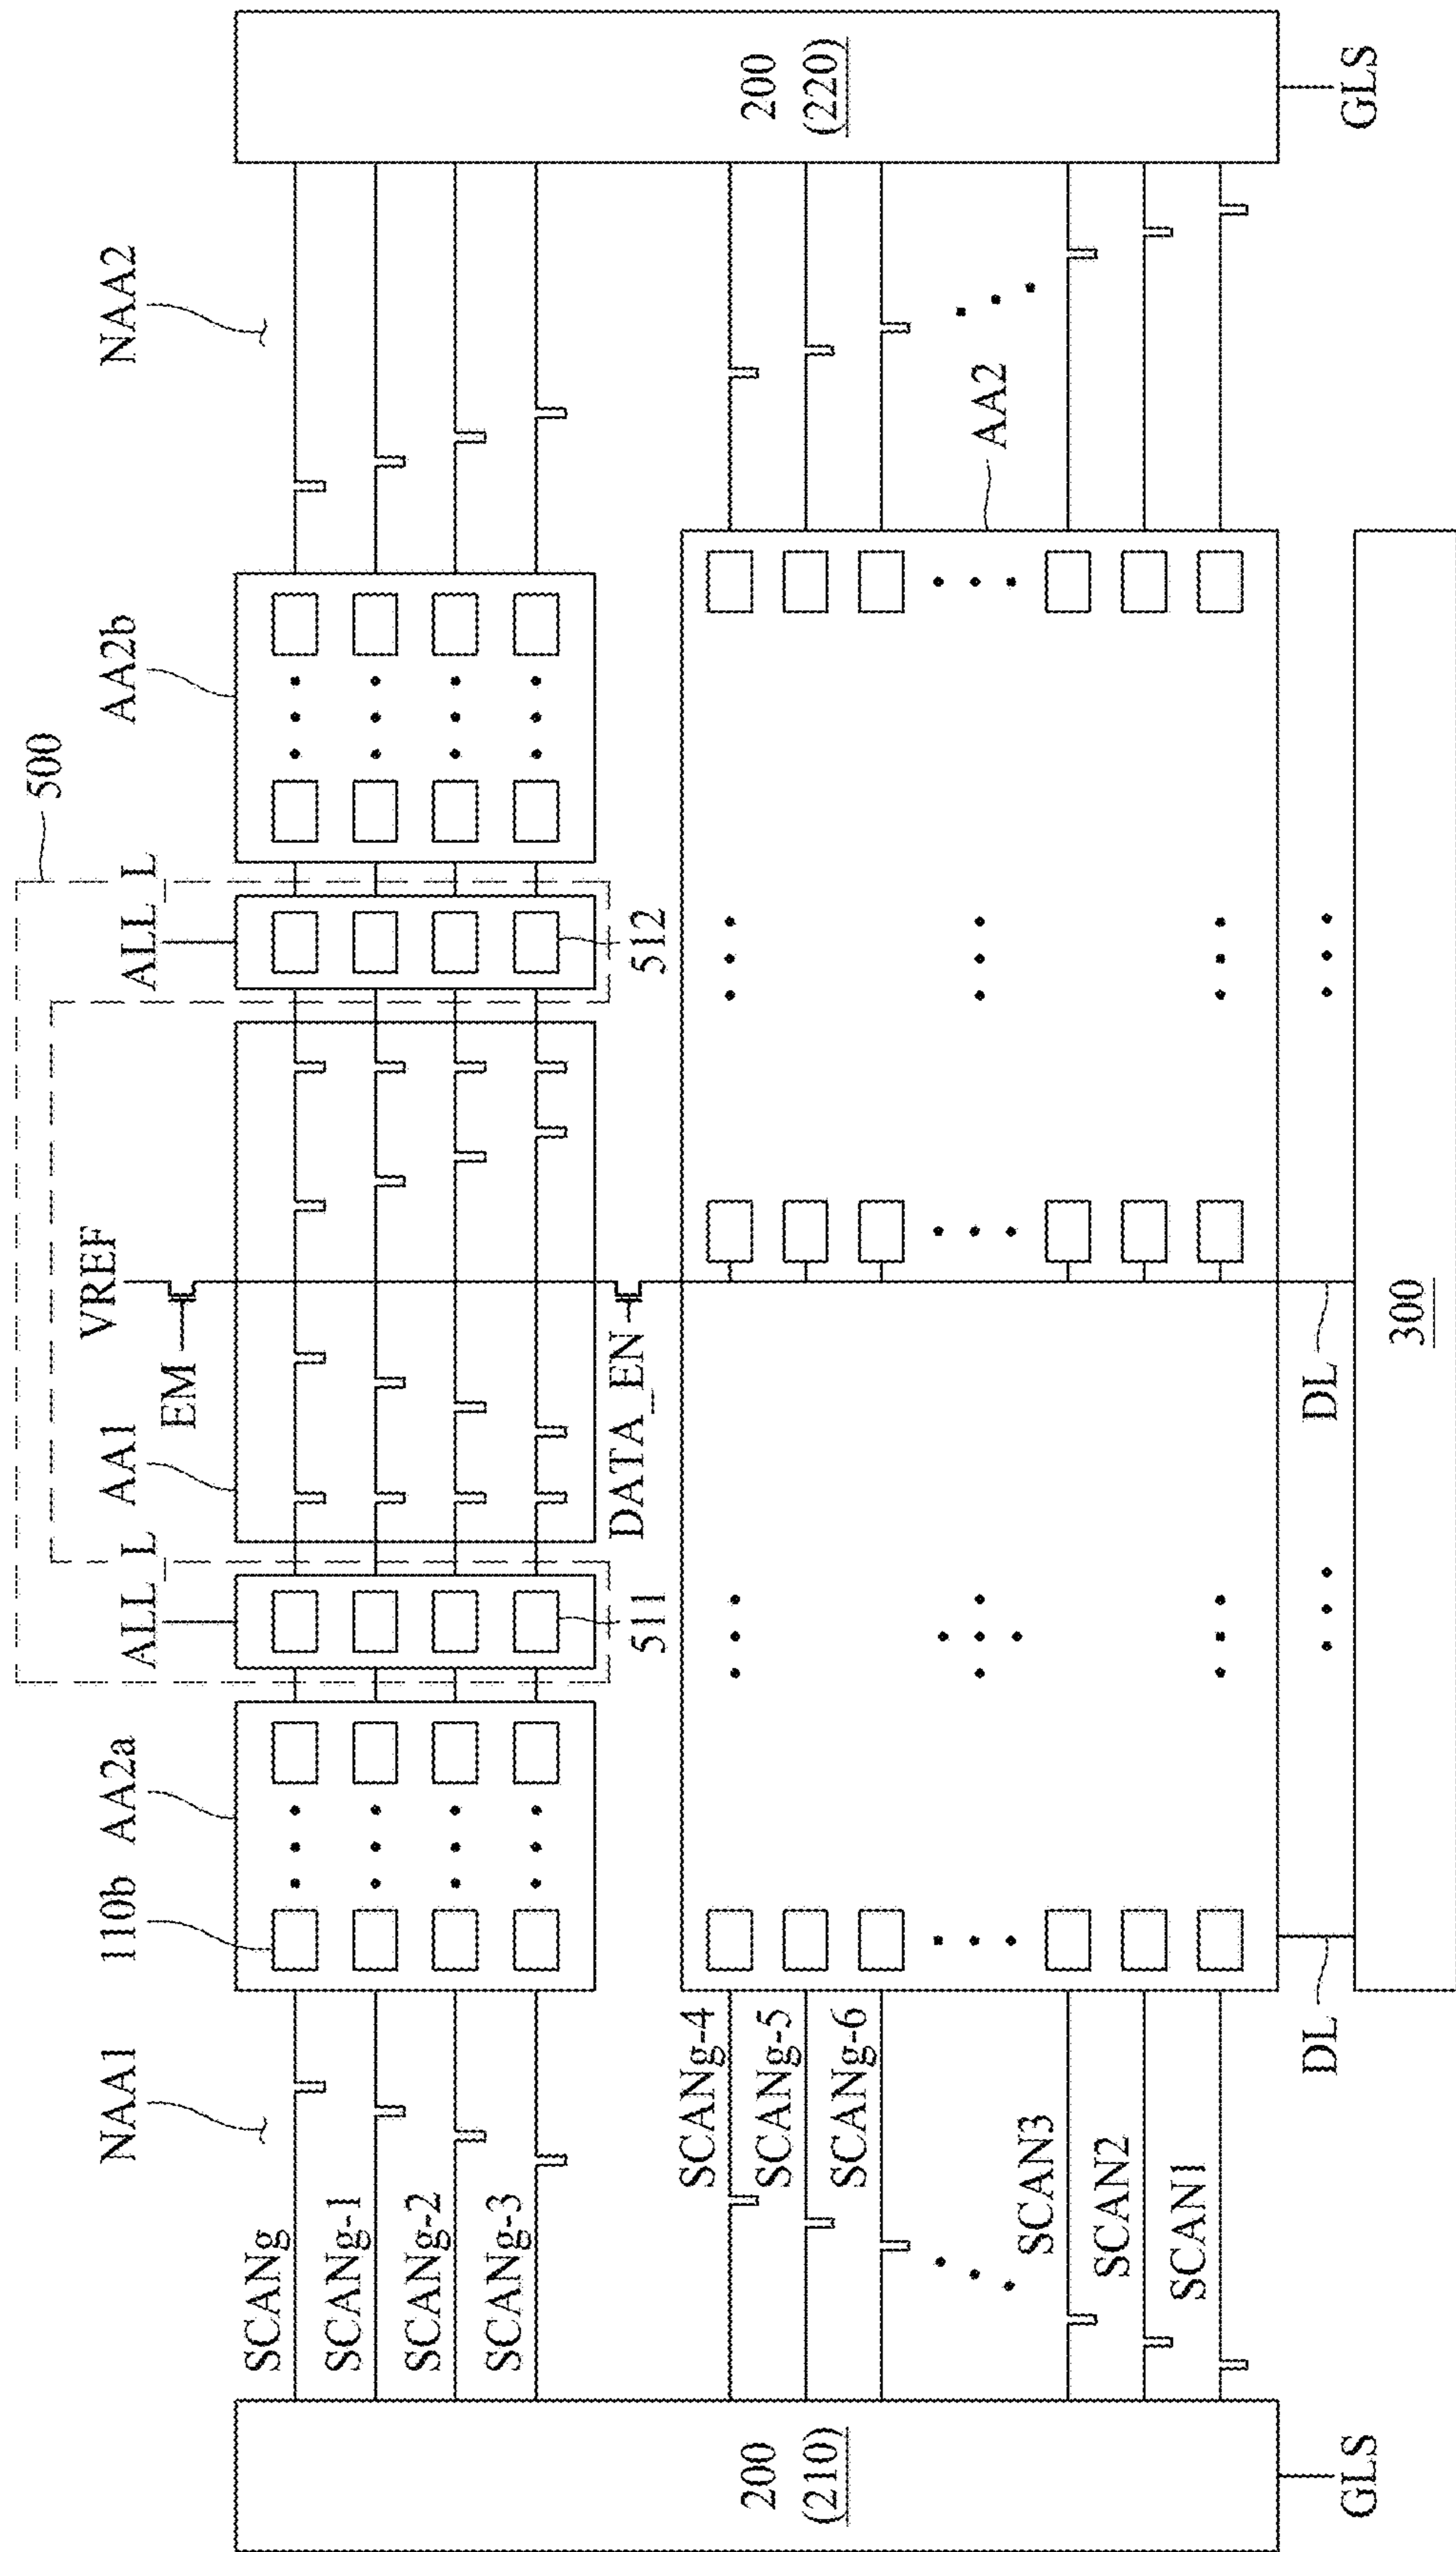 500
VREF
ALL_L
ALL_L
NAA1
110b
AA2a
AA1
EM
AA2b
NAA2
SCANg
SCANg-1
SCANg-2
SCANg-3
511
DATA_EN
512
200
(210)
200
(220)
SCANg-4
SCANg-5
SCANg-6
AA2
SCAN3
SCAN2
SCAN1
GLS
DL
DL
GLS
300